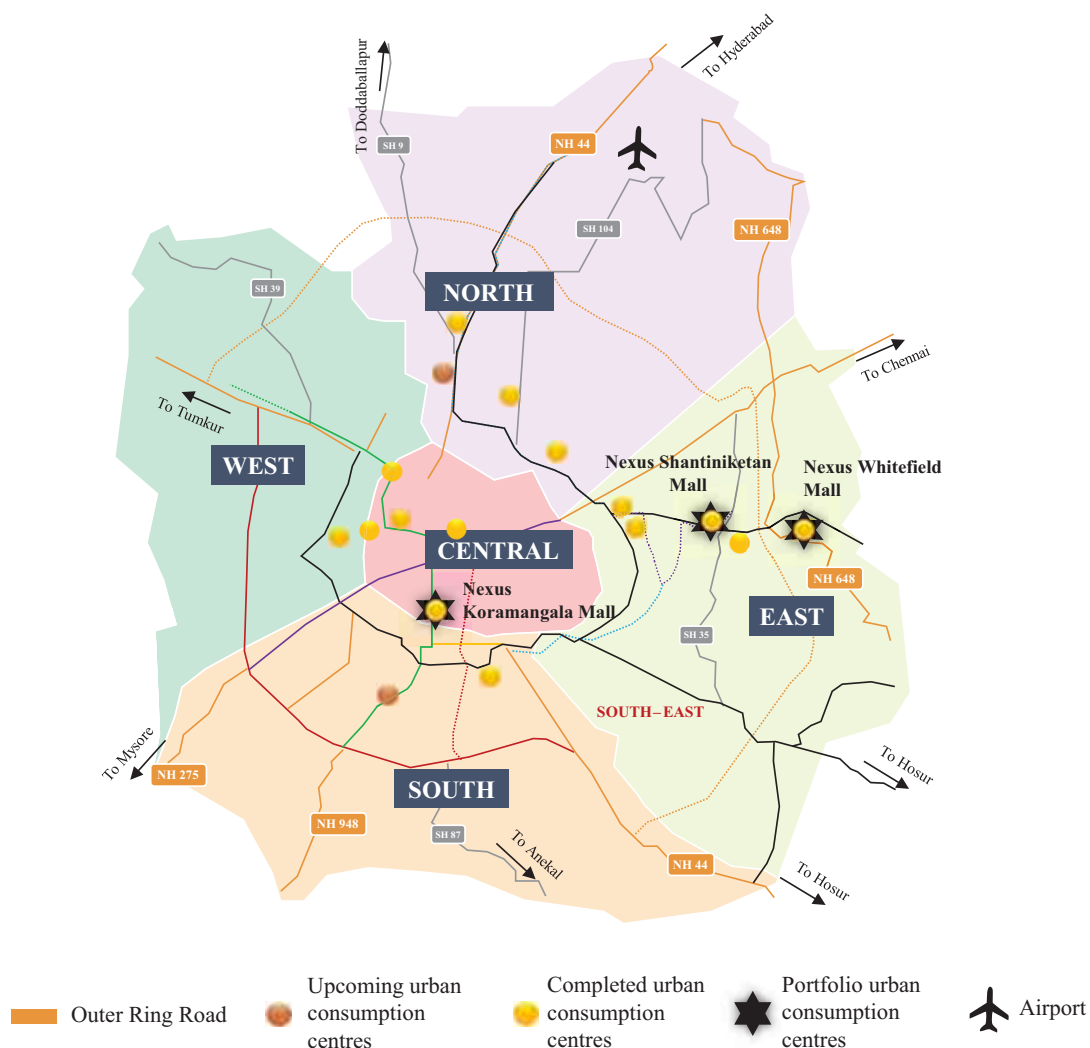 To Doddaballapur
To Hyderabad
SH 9
NH 44
SH 104
NH 648
SH 39
NORTH
To Chennai
To Tumkur
WEST
Nexus Shantiniketan
Mall
Nexus Whitefield
Mall
CENTRAL
Nexus
Koramangala Mall
NH 648
EAST
SH 35
SOUTH–EAST
To Mysore
NH 275
To Hosur
SOUTH
NH 948
SH 87
To Anekal
NH 44
To Hosur
Outer Ring Road
Upcoming urban
consumption
centres
Completed urban
consumption
centres
Portfolio urban
consumption
centres
Airport